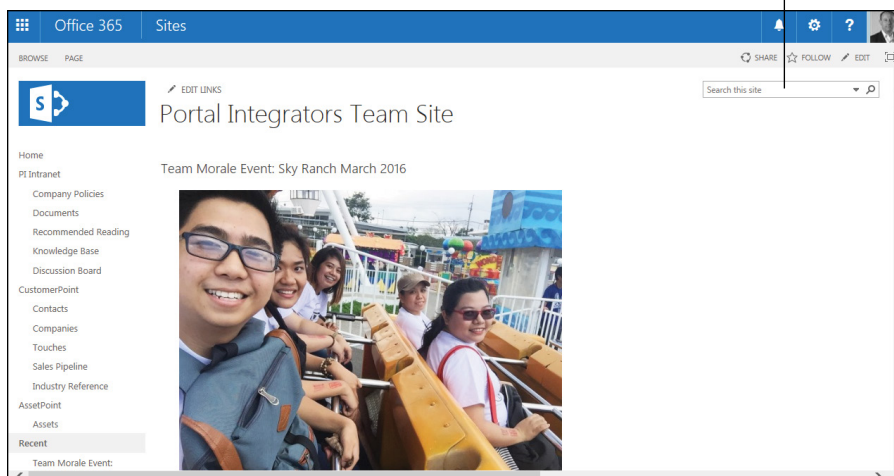 Office 365 Sites ?
BROWSE PAGE SHARE FOLLOW EDIT
S EDIT LINKS Search this site
Portal Integrators Team Site
Home
PI Intranet
Company Policies
Documents
Recommended Reading
Knowledge Base
Discussion Board
CustomerPoint
Contacts
Companies
Touches
Sales Pipeline
Industry Reference
AssetPoint
Assets
Recent
Team Morale Event:
Team Morale Event: Sky Ranch March 2016